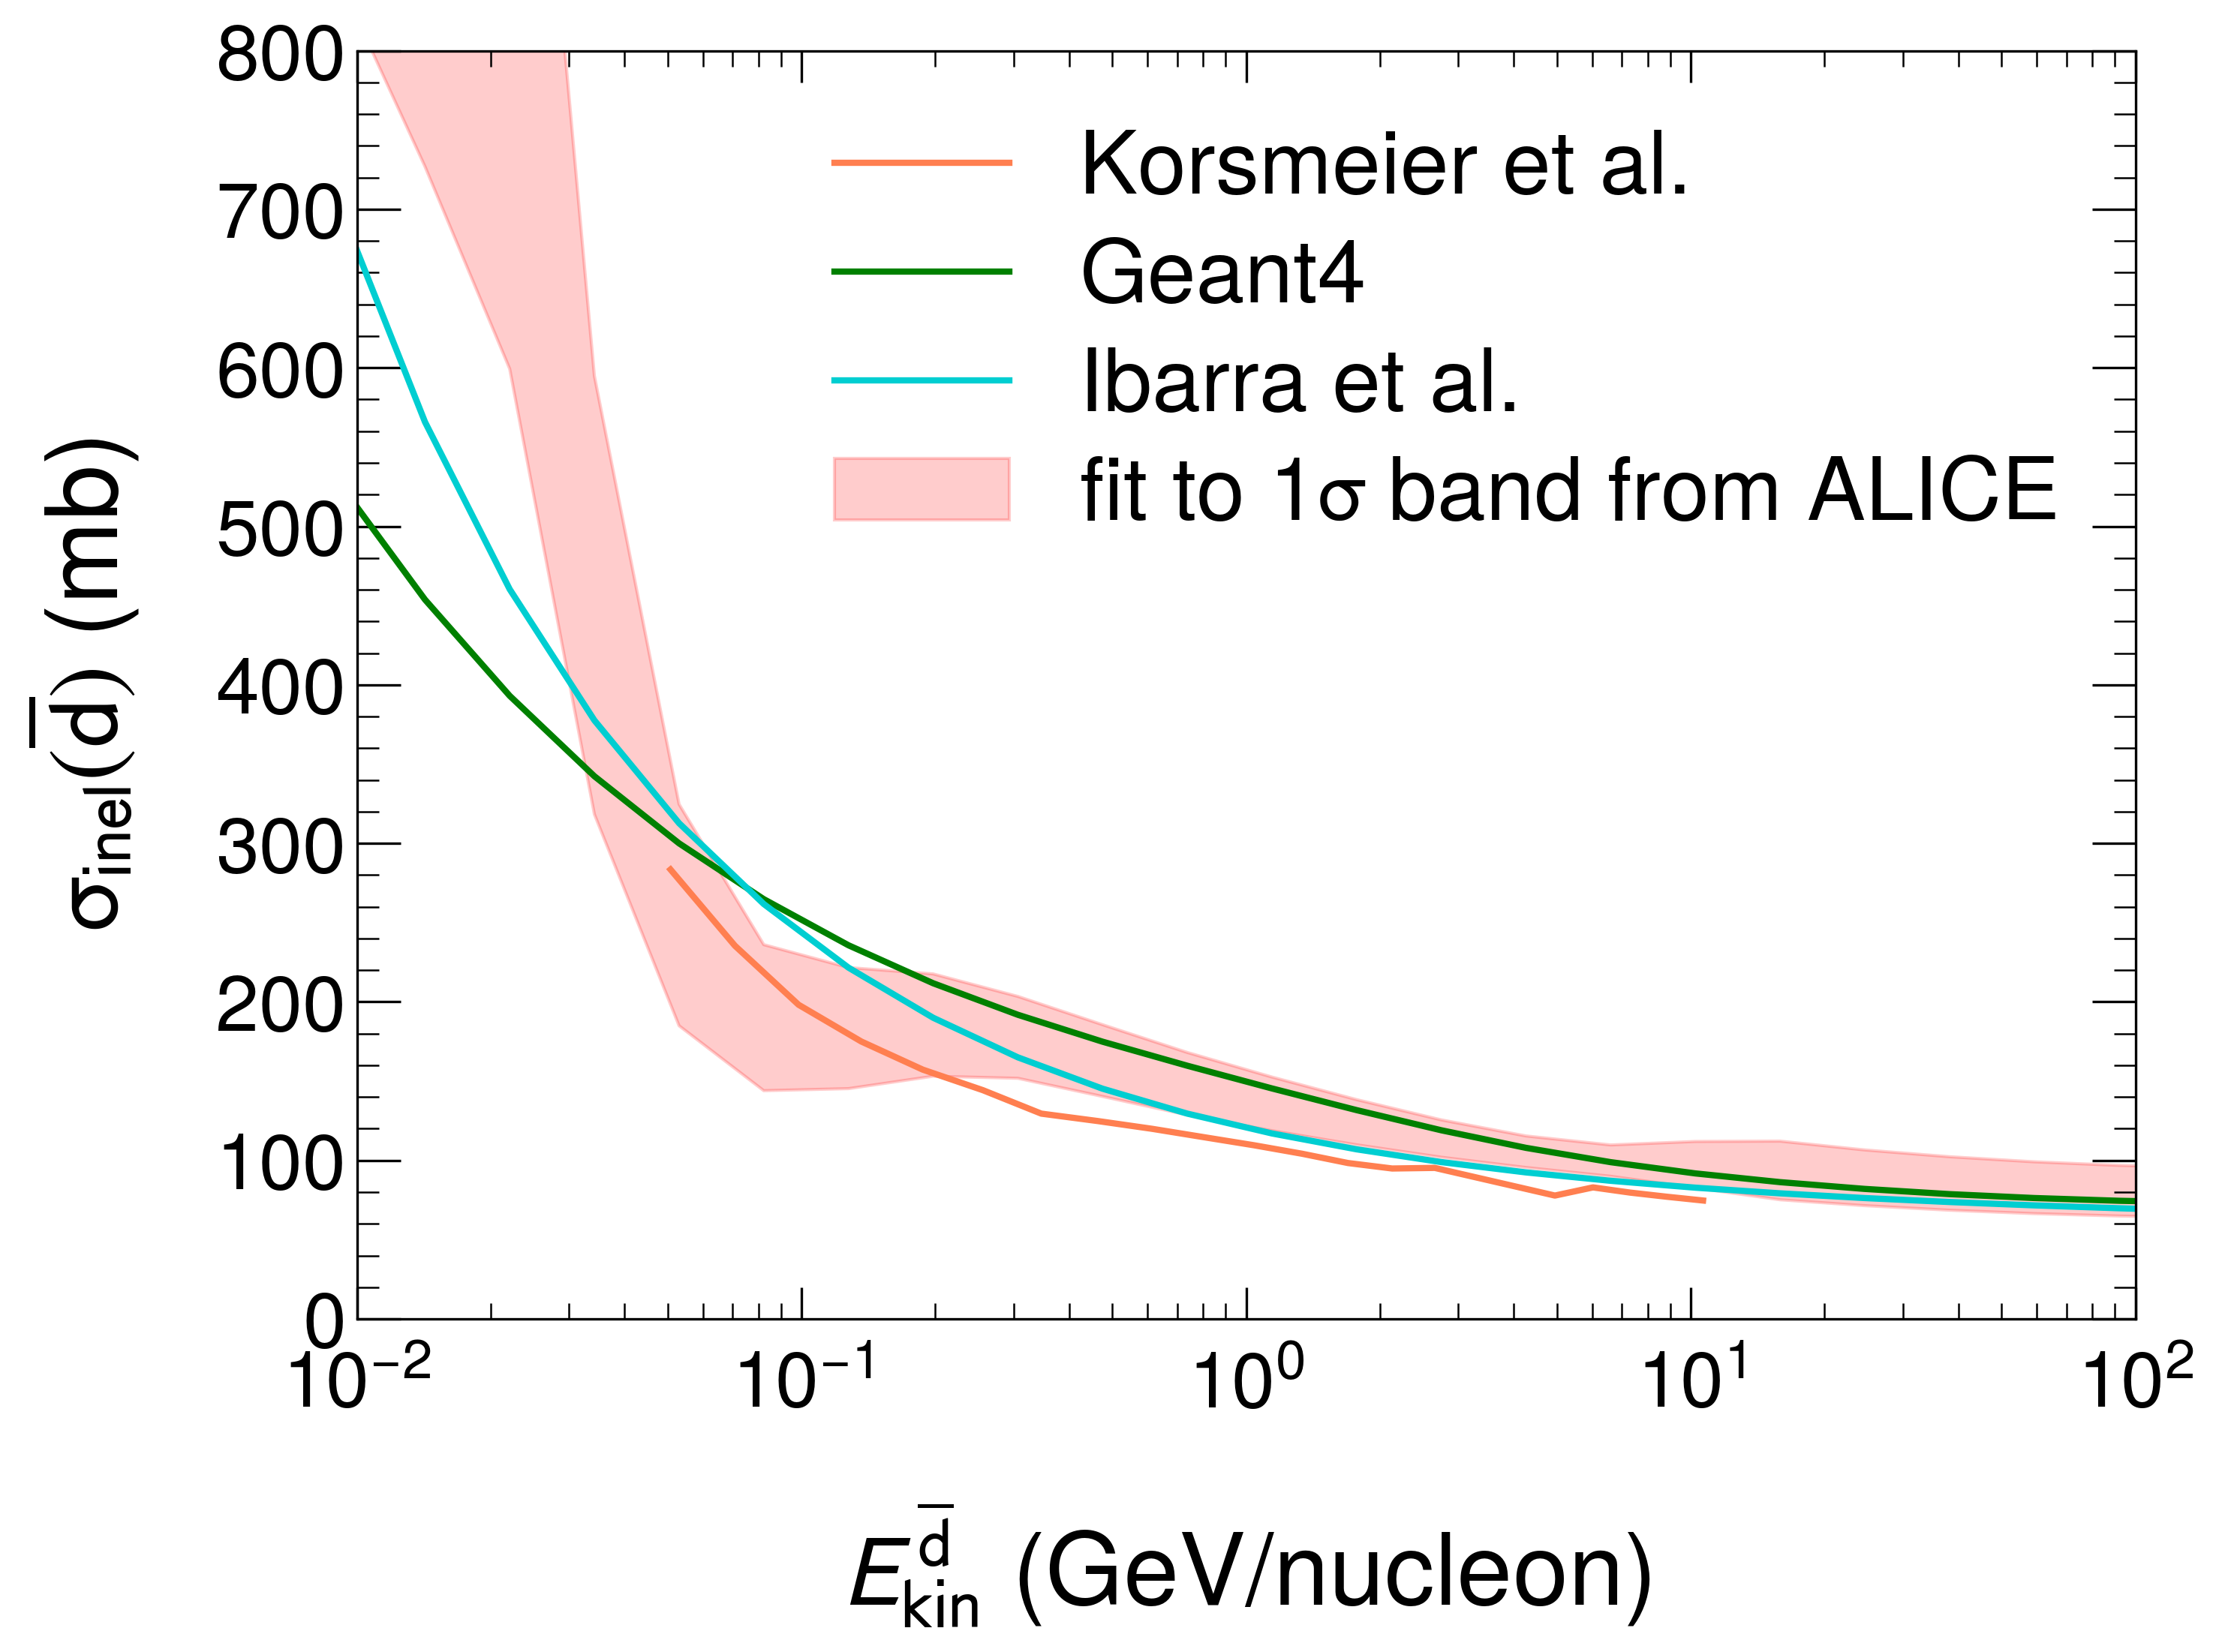 800
700
600
500
400
300
200
100
0
σinel(d̅) (mb)
Korsmeier et al.
Geant4
Ibarra et al.
fit to 1σ band from ALICE
10⁻² 10⁻¹ 10⁰ 10¹ 10²
E_kin^d̅ (GeV/nucleon)